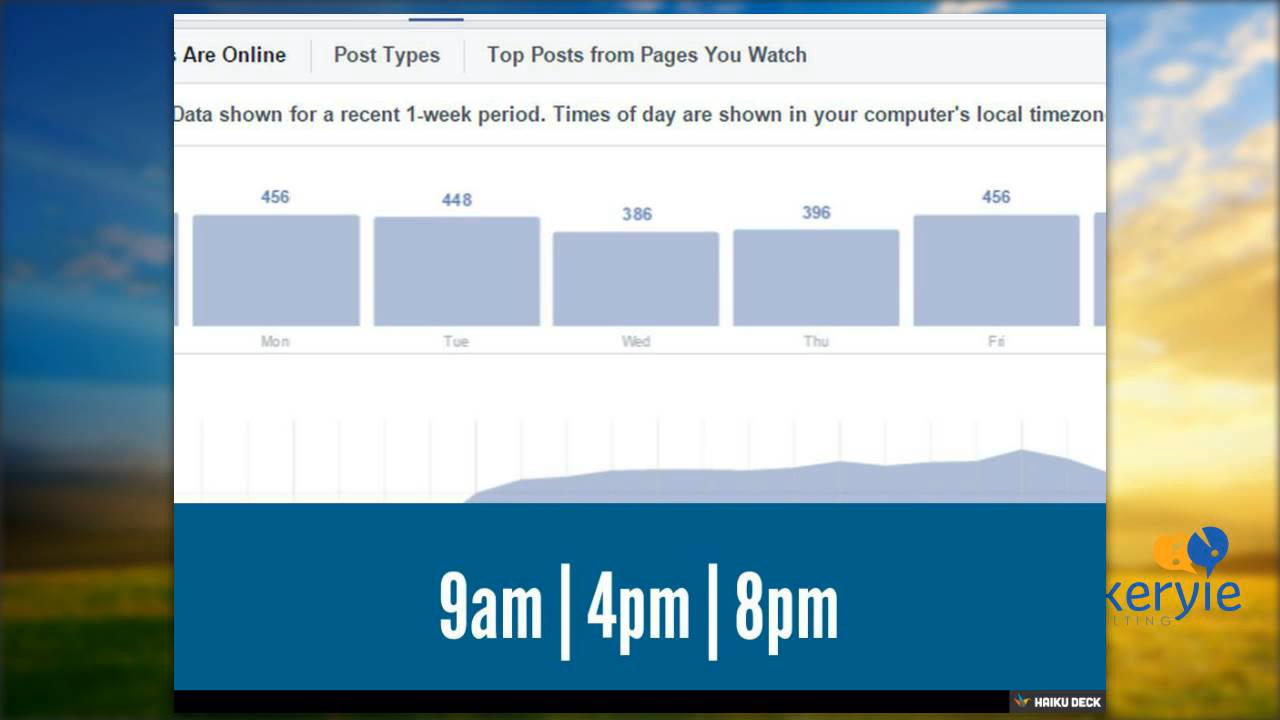 s Are Online Post Types Top Posts from Pages You Watch
Data shown for a recent 1-week period. Times of day are shown in your computer's local timezon
456 448 386 396 456
Mon Tue Wed Thu Fri
9am | 4pm | 8pm
keryie
LTING
HAIKU DECK